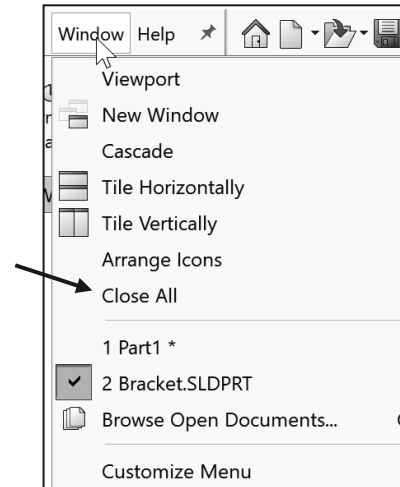 Window Help
Viewport
New Window
Cascade
Tile Horizontally
Tile Vertically
Arrange Icons
Close All
1 Part1 *
2 Bracket.SLDPRT
Browse Open Documents...
Customize Menu